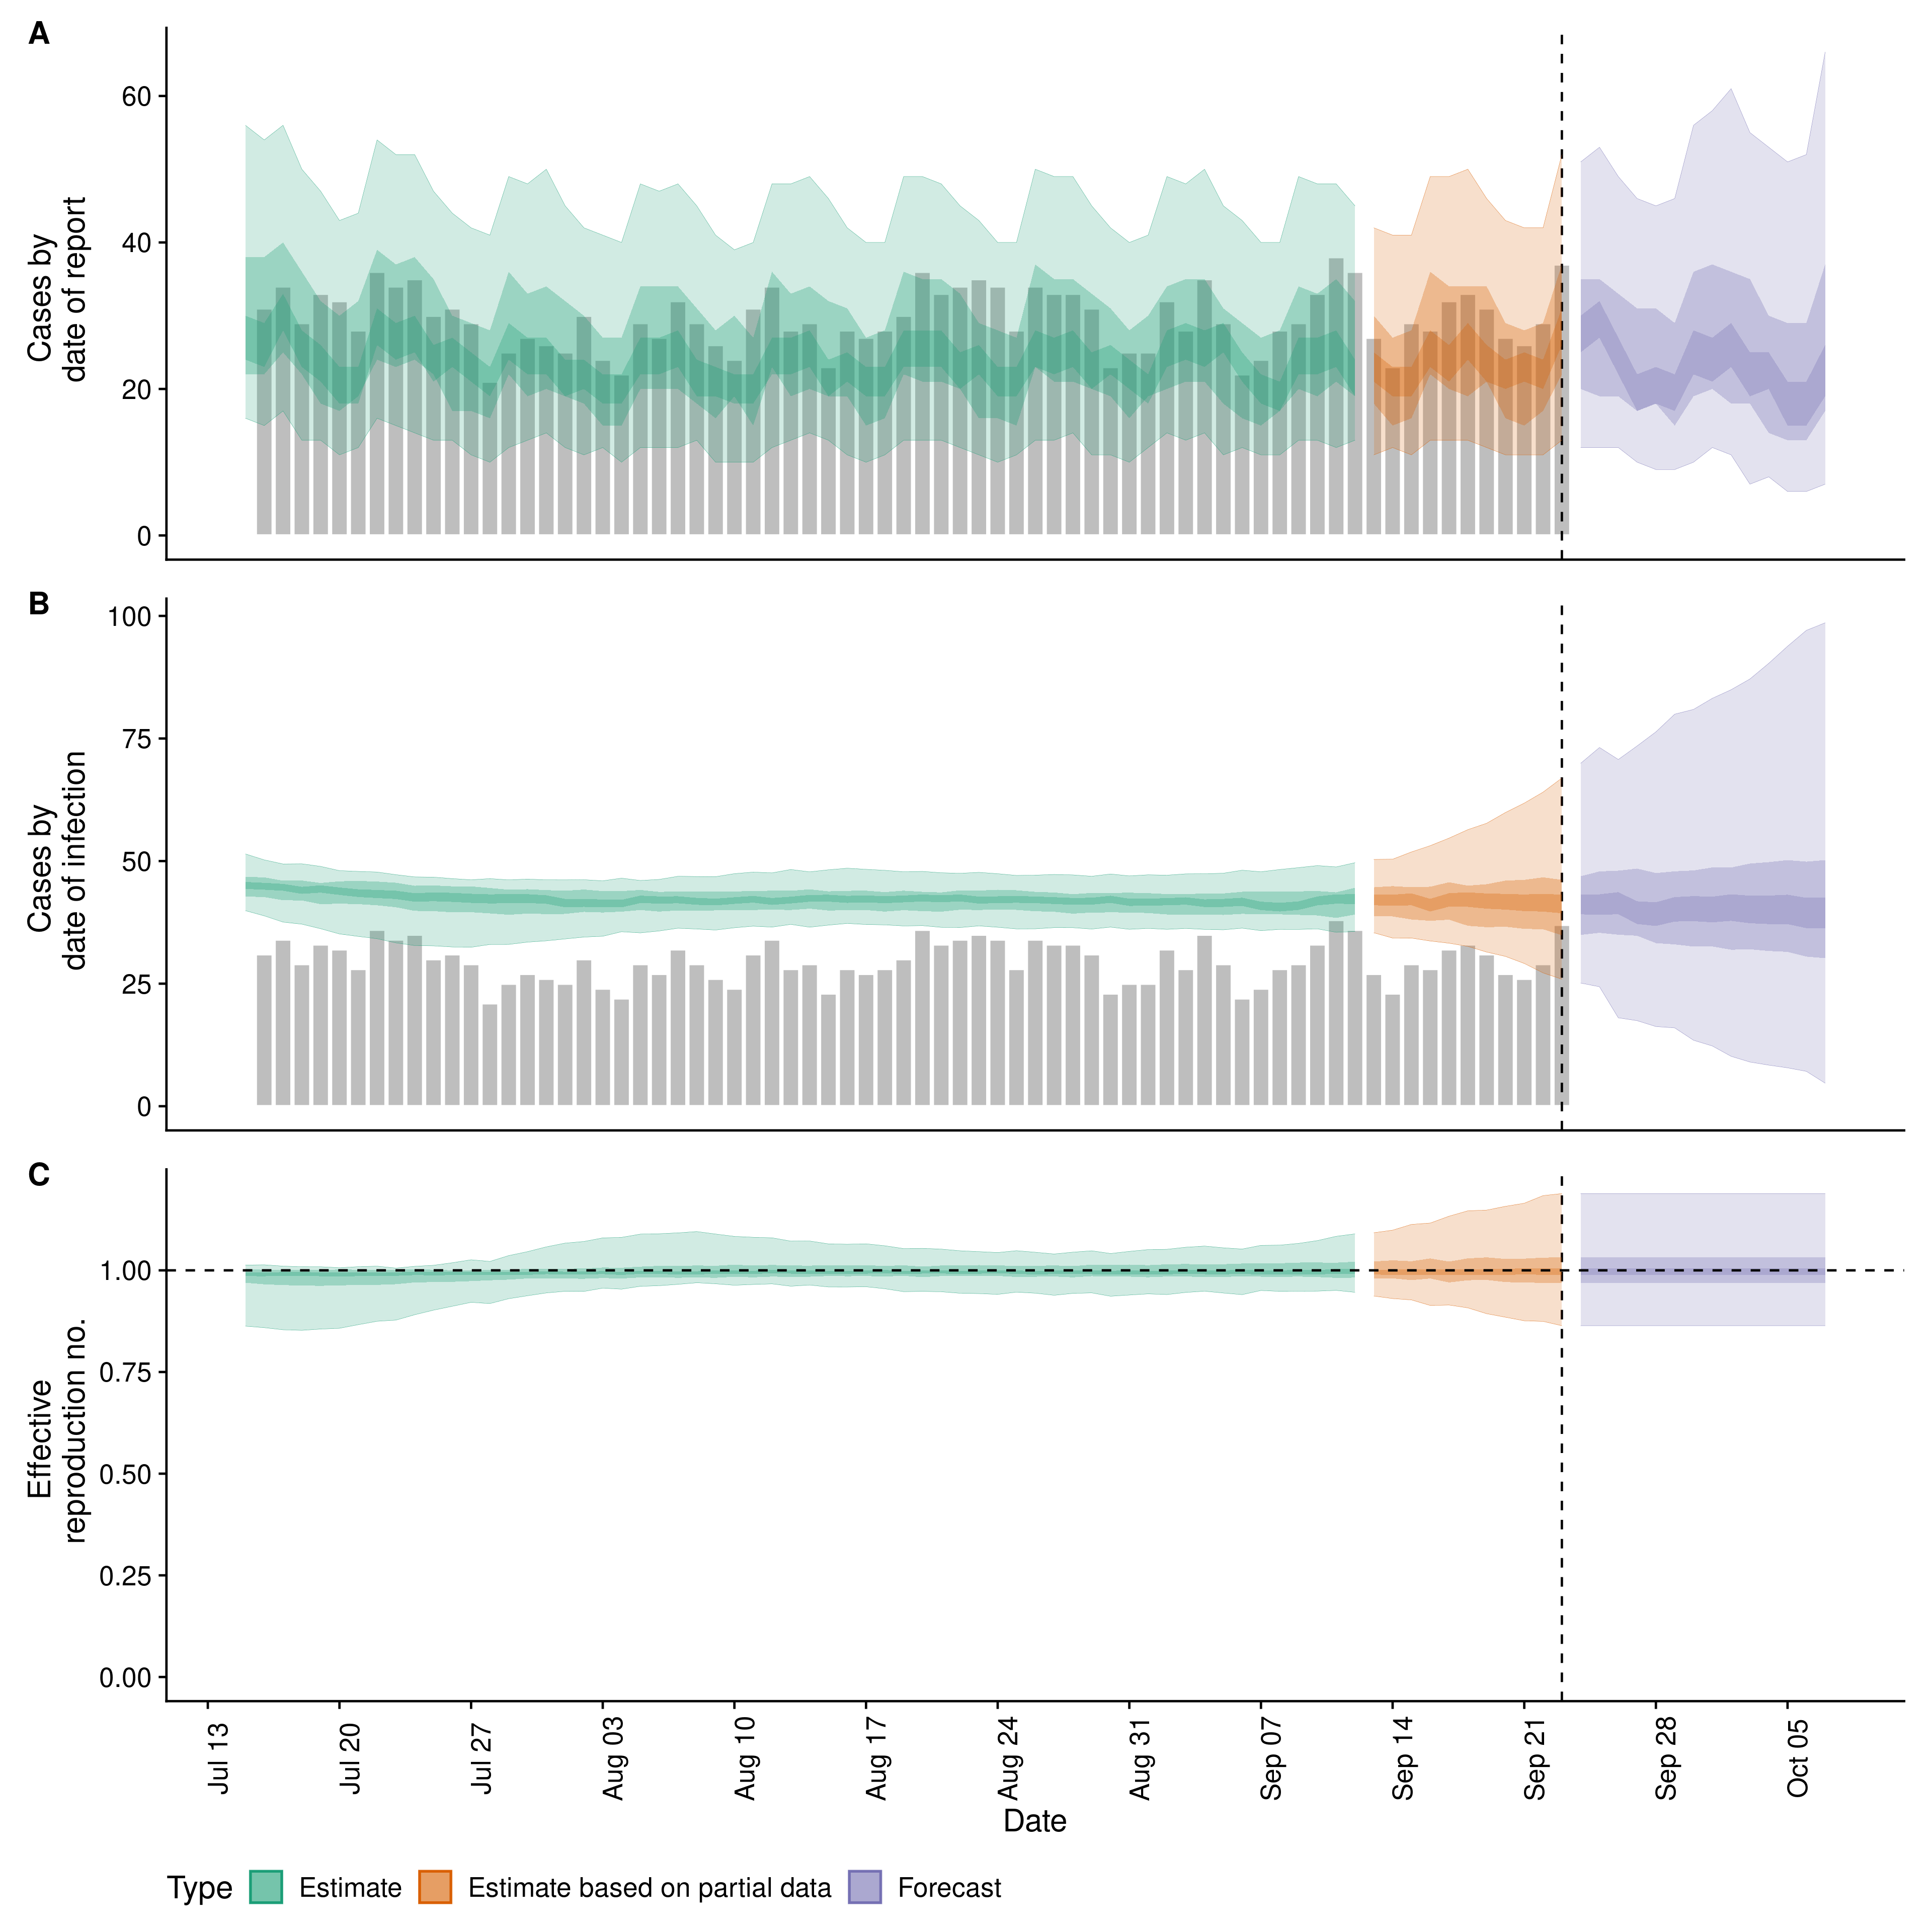 A
Cases by
date of report
60
40
20
0
B
Cases by
date of infection
100
75
50
25
0
C
Effective
reproduction no.
1.00
0.75
0.50
0.25
0.00
Jul 13
Jul 20
Jul 27
Aug 03
Aug 10
Aug 17
Aug 24
Aug 31
Sep 07
Sep 14
Sep 21
Sep 28
Oct 05
Date
Type Estimate Estimate based on partial data Forecast